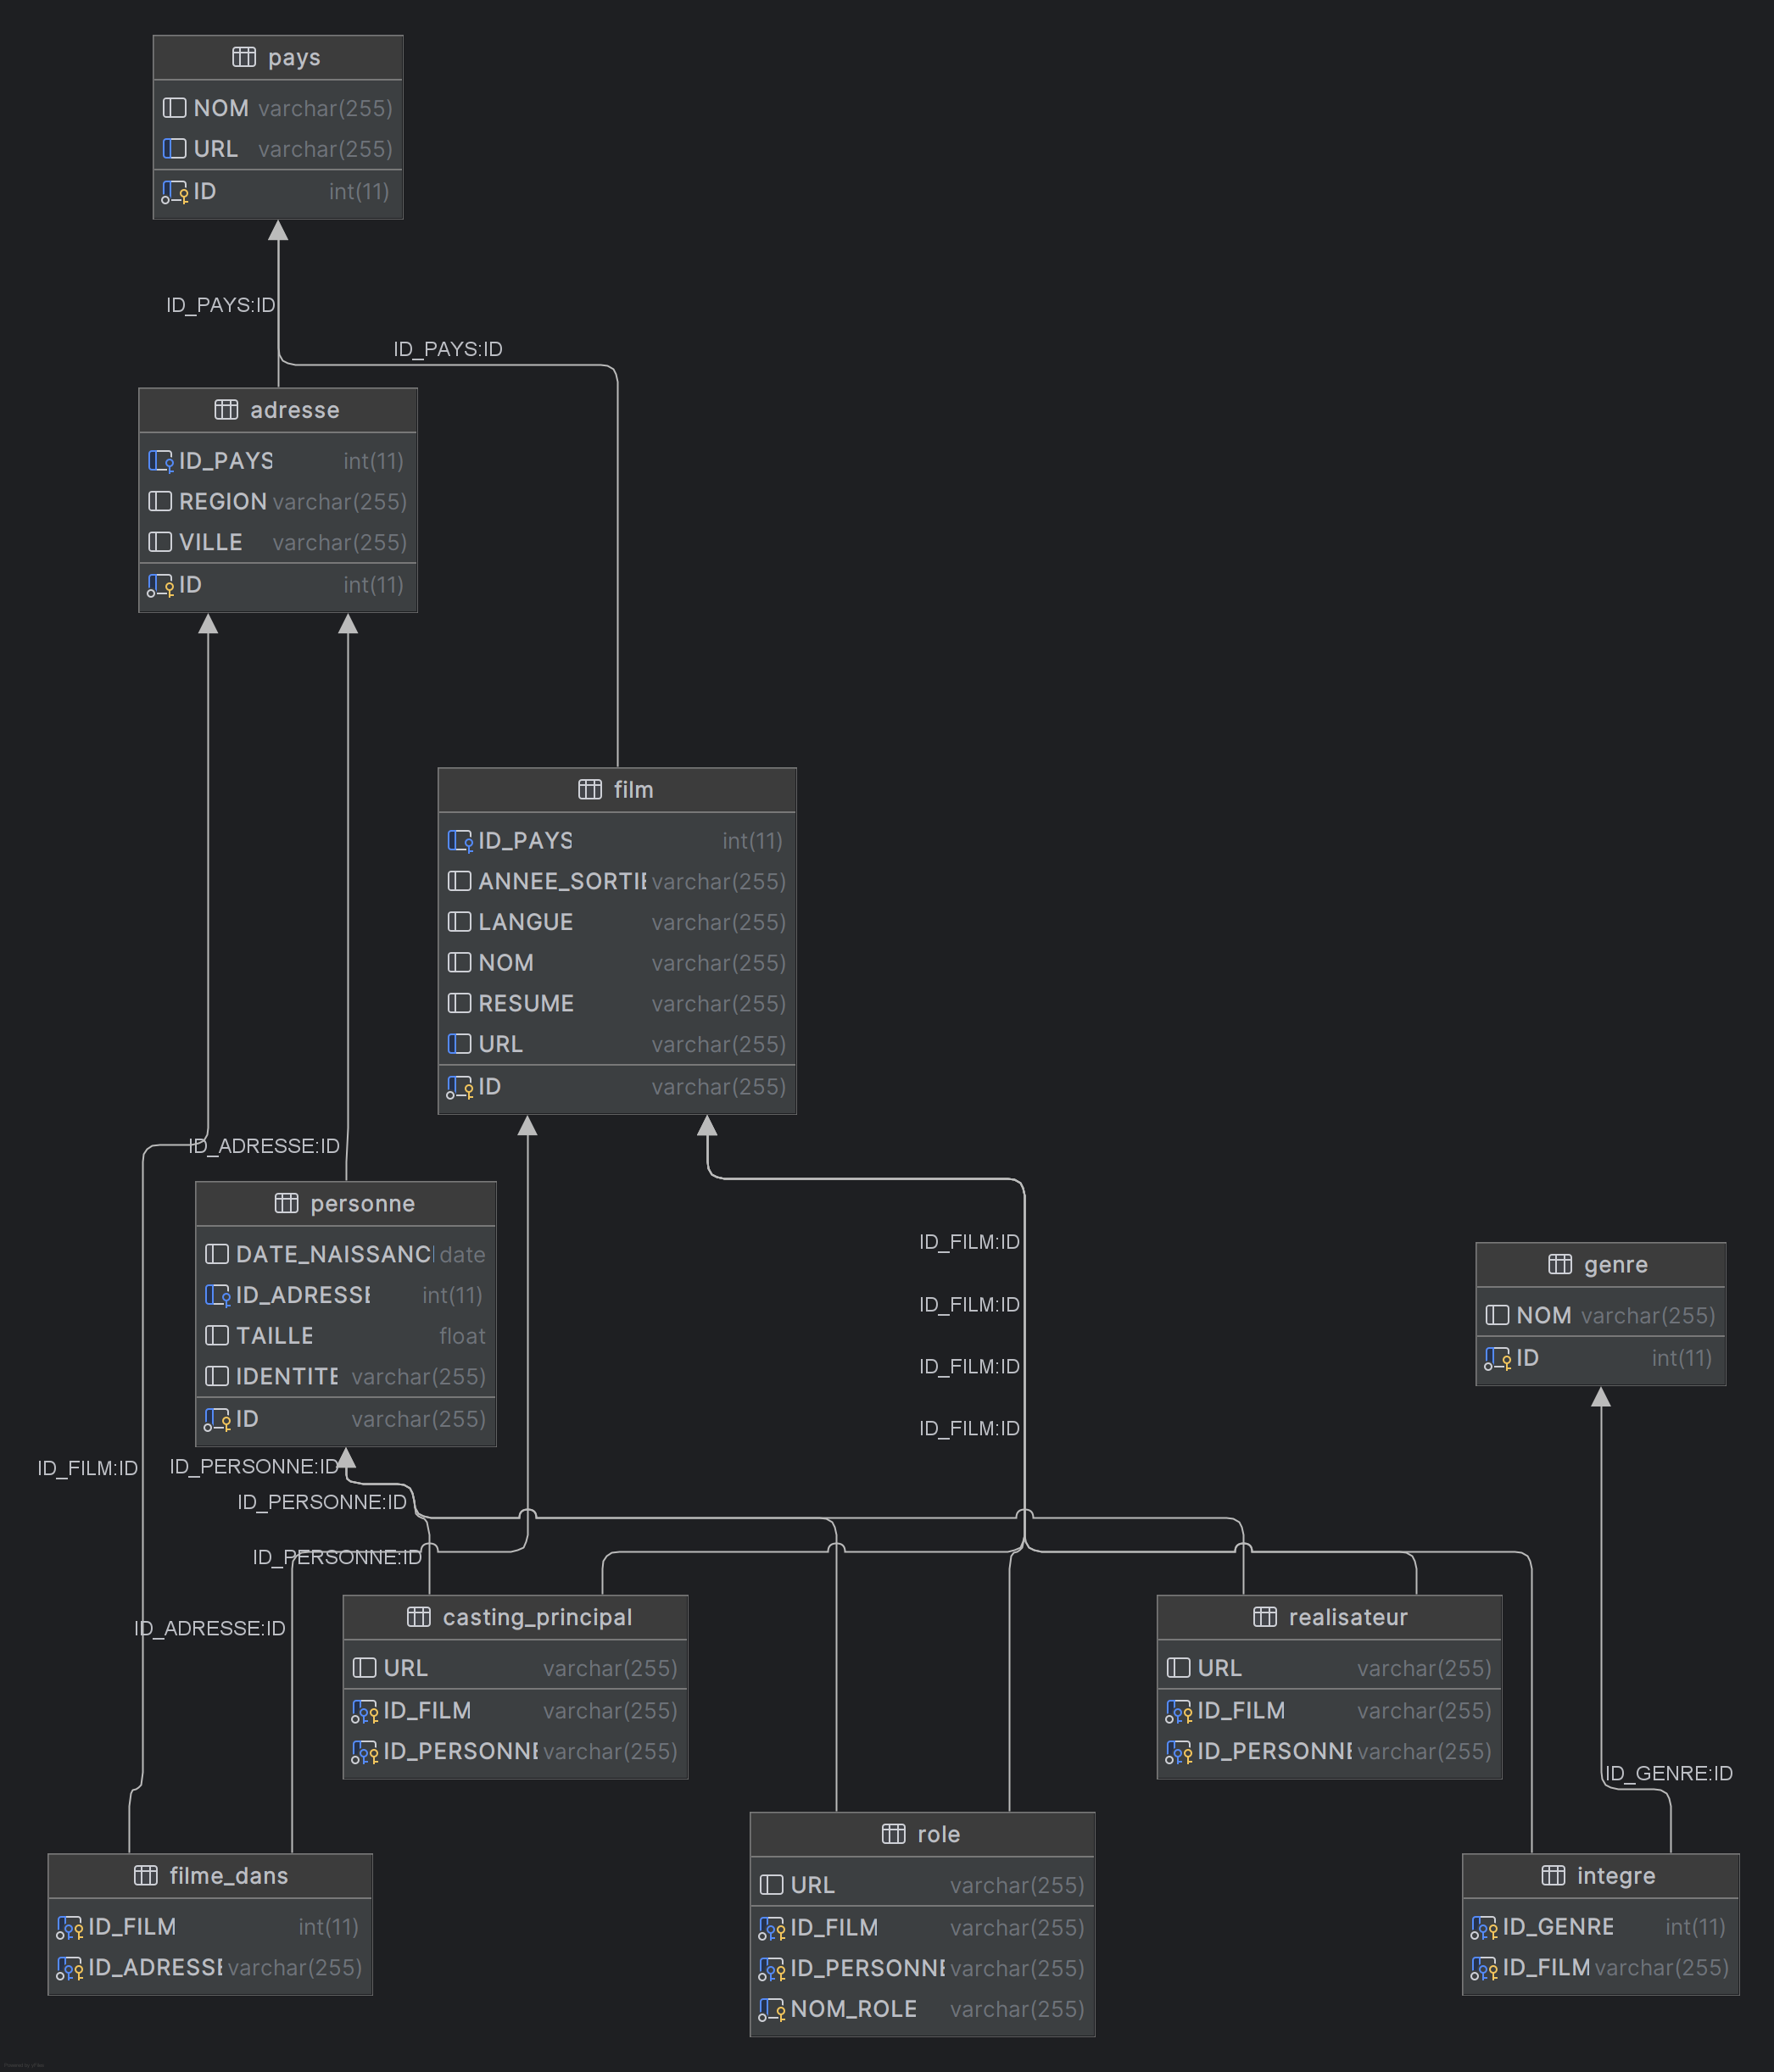 pays
NOM varchar(255)
URL varchar(255)
ID int(11)
ID_PAYS:ID
ID_PAYS:ID
adresse
ID_PAYS int(11)
REGION varchar(255)
VILLE varchar(255)
ID int(11)
film
ID_PAYS int(11)
ANNEE_SORTIE varchar(255)
LANGUE varchar(255)
NOM varchar(255)
RESUME varchar(255)
URL varchar(255)
ID varchar(255)
ID_ADRESSE:ID
personne
DATE_NAISSANC date
ID_ADRESSE int(11)
TAILLE float
IDENTITE varchar(255)
ID varchar(255)
ID_FILM:ID
ID_FILM:ID
ID_FILM:ID
ID_FILM:ID
genre
NOM varchar(255)
ID int(11)
ID_FILM:ID
ID_PERSONNE:ID
ID_PERSONNE:ID
ID_PERSONNE:ID
ID_ADRESSE:ID
casting_principal
URL varchar(255)
ID_FILM varchar(255)
ID_PERSONNE varchar(255)
realisateur
URL varchar(255)
ID_FILM varchar(255)
ID_PERSONNE varchar(255)
ID_GENRE:ID
filme_dans
ID_FILM int(11)
ID_ADRESSE varchar(255)
role
URL varchar(255)
ID_FILM varchar(255)
ID_PERSONNE varchar(255)
NOM_ROLE varchar(255)
integre
ID_GENRE int(11)
ID_FILM varchar(255)